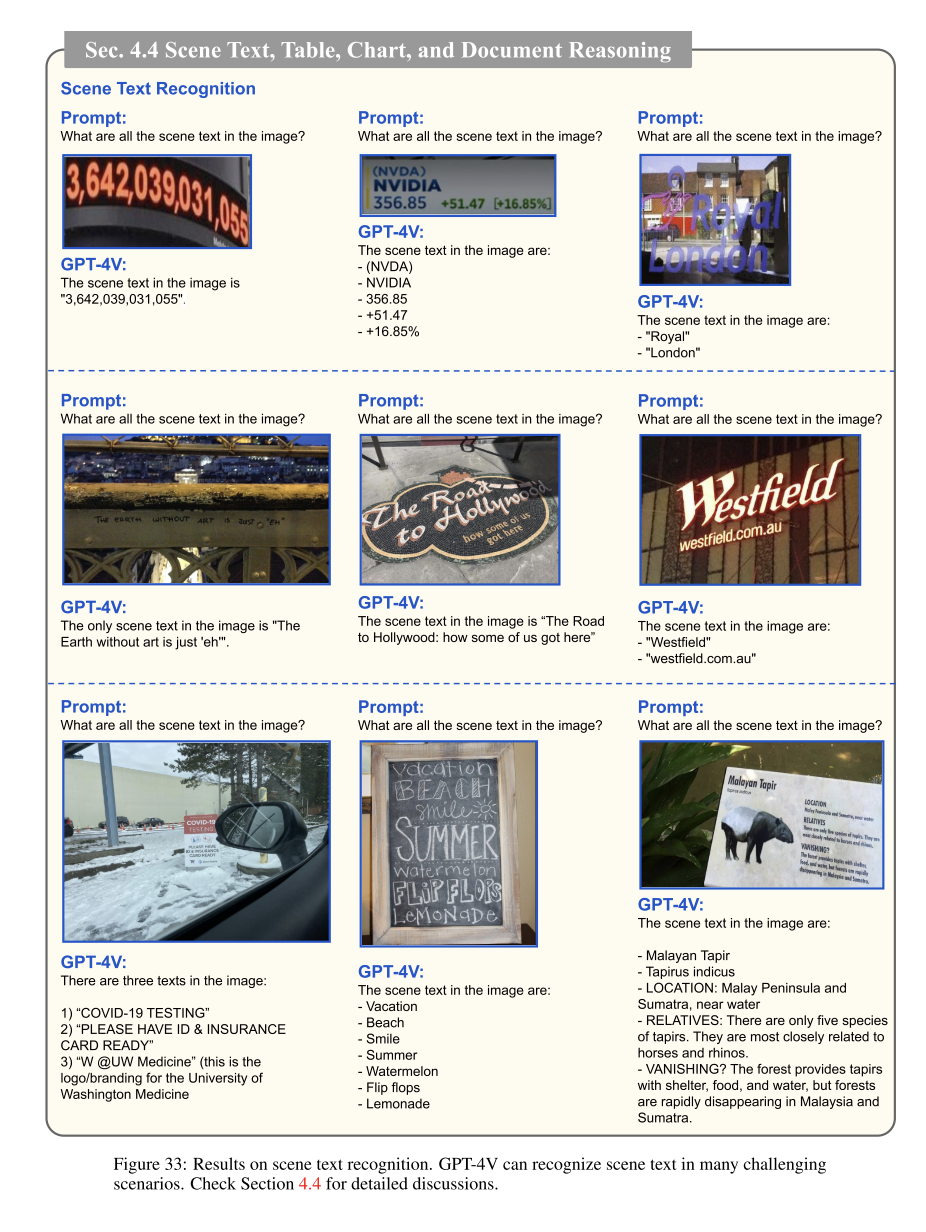 Sec. 4.4 Scene Text, Table, Chart, and Document Reasoning
Scene Text Recognition
Prompt:
What are all the scene text in the image?
3,642,039,031,055
GPT-4V:
The scene text in the image is
"3,642,039,031,055".
Prompt:
What are all the scene text in the image?
(NVDA)
NVIDIA
356.85 +51.47 [+16.85%]
GPT-4V:
The scene text in the image are:
- (NVDA)
- NVIDIA
- 356.85
- +51.47
- +16.85%
Prompt:
What are all the scene text in the image?
Royal
London
GPT-4V:
The scene text in the image are:
- "Royal"
- "London"
Prompt:
What are all the scene text in the image?
THE EARTH WITHOUT ART IS JUST "EH"
GPT-4V:
The only scene text in the image is "The
Earth without art is just 'eh'".
Prompt:
What are all the scene text in the image?
The Road
to Hollywood
how some of us
got here
GPT-4V:
The scene text in the image is “The Road
to Hollywood: how some of us got here”
Prompt:
What are all the scene text in the image?
Westfield
westfield.com.au
GPT-4V:
The scene text in the image are:
- "Westfield"
- "westfield.com.au"
Prompt:
What are all the scene text in the image?
COVID-19
TESTING
PLEASE HAVE
ID & INSURANCE
CARD READY
GPT-4V:
There are three texts in the image:
1) “COVID-19 TESTING”
2) “PLEASE HAVE ID & INSURANCE
CARD READY”
3) “W @UW Medicine” (this is the
logo/branding for the University of
Washington Medicine
Prompt:
What are all the scene text in the image?
vacation
BEACH
smile
SUMMER
watermelon
FLIP FLOPS
LEMONADE
GPT-4V:
The scene text in the image are:
- Vacation
- Beach
- Smile
- Summer
- Watermelon
- Flip flops
- Lemonade
Prompt:
What are all the scene text in the image?
Malayan Tapir
LOCATION
Malay Peninsula and Sumatra, near water
RELATIVES
There are only five species of tapirs. They are
most closely related to horses and rhinos.
VANISHING?
The forest provides tapirs with shelter,
food, and water, but forests are rapidly
disappearing in Malaysia and Sumatra.
GPT-4V:
The scene text in the image are:
- Malayan Tapir
- Tapirus indicus
- LOCATION: Malay Peninsula and
Sumatra, near water
- RELATIVES: There are only five species
of tapirs. They are most closely related to
horses and rhinos.
- VANISHING? The forest provides tapirs
with shelter, food, and water, but forests
are rapidly disappearing in Malaysia and
Sumatra.
Figure 33: Results on scene text recognition. GPT-4V can recognize scene text in many challenging
scenarios. Check Section 4.4 for detailed discussions.